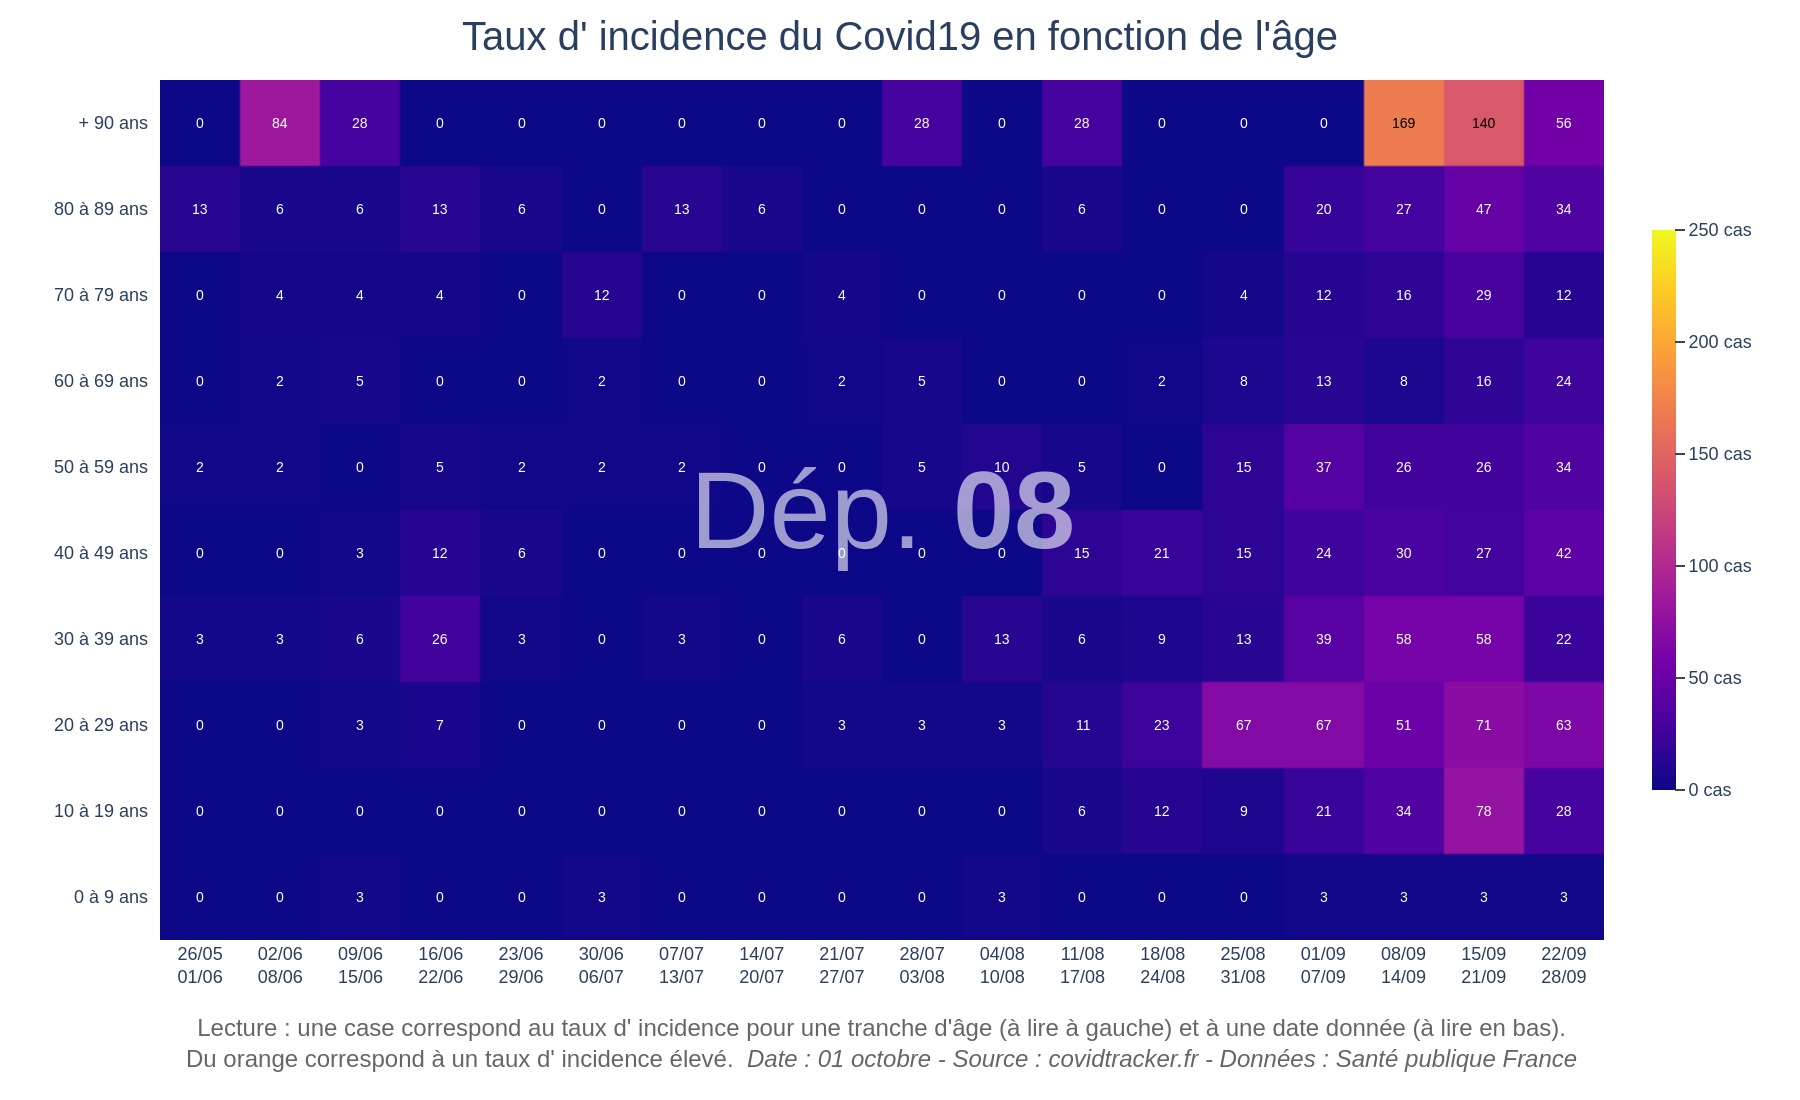 Taux d' incidence du Covid19 en fonction de l'âge
+ 90 ans 0 84 28 0 0 0 0 0 0 28 0 28 0 0 0 169 140 56
80 à 89 ans 13 6 6 13 6 0 13 6 0 0 0 6 0 0 20 27 47 34
70 à 79 ans 0 4 4 4 0 12 0 0 4 0 0 0 0 4 12 16 29 12
60 à 69 ans 0 2 5 0 0 2 0 0 2 5 0 0 2 8 13 8 16 24
50 à 59 ans 2 2 0 5 2 2 2 0 0 5 10 5 0 15 37 26 26 34
Dép. 08
40 à 49 ans 0 0 3 12 6 0 0 0 0 0 0 15 21 15 24 30 27 42
30 à 39 ans 3 3 6 26 3 0 3 0 6 0 13 6 9 13 39 58 58 22
20 à 29 ans 0 0 3 7 0 0 0 0 3 3 3 11 23 67 67 51 71 63
10 à 19 ans 0 0 0 0 0 0 0 0 0 0 0 6 12 9 21 34 78 28
0 à 9 ans 0 0 3 0 0 3 0 0 0 0 3 0 0 0 3 3 3 3
26/05 02/06 09/06 16/06 23/06 30/06 07/07 14/07 21/07 28/07 04/08 11/08 18/08 25/08 01/09 08/09 15/09 22/09
01/06 08/06 15/06 22/06 29/06 06/07 13/07 20/07 27/07 03/08 10/08 17/08 24/08 31/08 07/09 14/09 21/09 28/09
250 cas
200 cas
150 cas
100 cas
50 cas
0 cas
Lecture : une case correspond au taux d' incidence pour une tranche d'âge (à lire à gauche) et à une date donnée (à lire en bas).
Du orange correspond à un taux d' incidence élevé. Date : 01 octobre - Source : covidtracker.fr - Données : Santé publique France